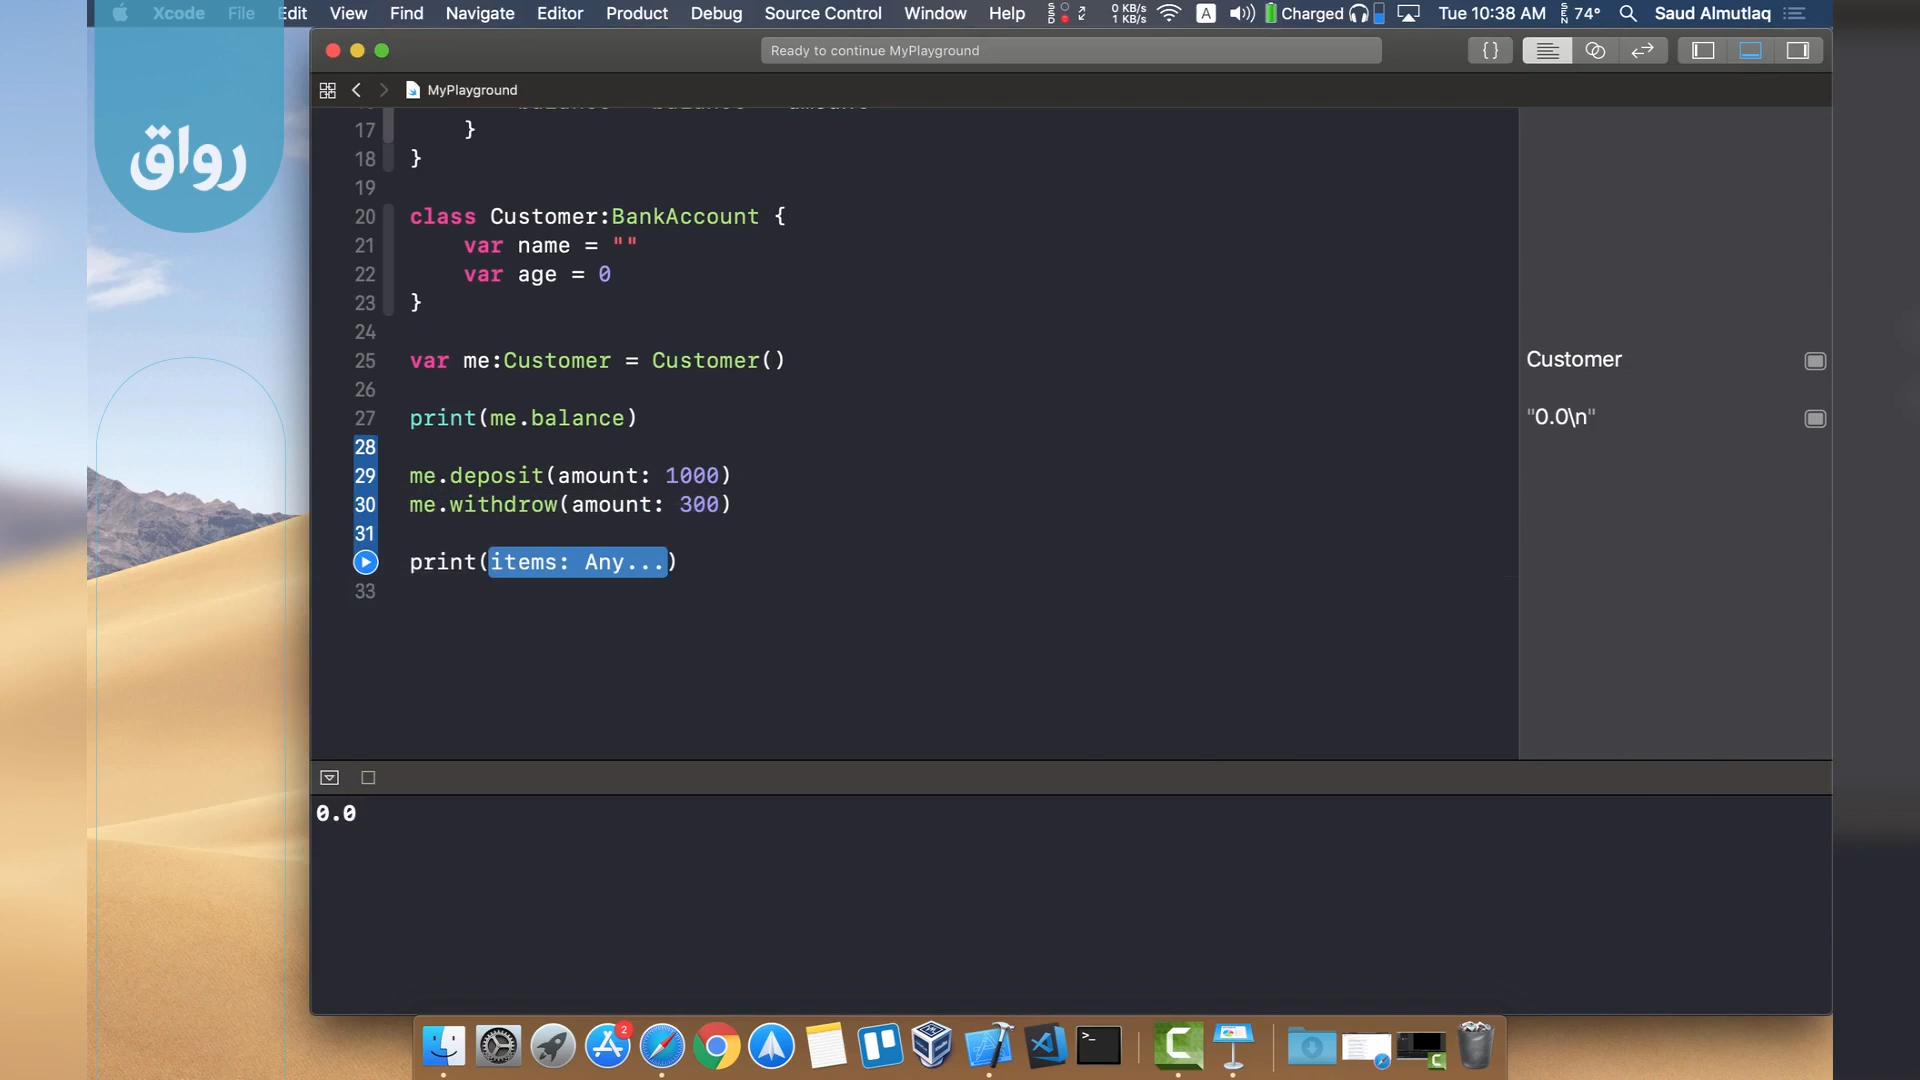 Xcode File Edit View Find Navigate Editor Product Debug Source Control Window Help
0 KB/s
1 KB/s
A
Charged
Tue 10:38 AM
74°
Saud Almutlaq
رواق
Ready to continue MyPlayground
{ }
MyPlayground
17 }
18 }
19
20 class Customer:BankAccount {
21 var name = ""
22 var age = 0
23 }
24
25 var me:Customer = Customer()
Customer
26
27 print(me.balance)
"0.0\n"
28
29 me.deposit(amount: 1000)
30 me.withdrow(amount: 300)
31
print(items: Any...)
33
0.0
2